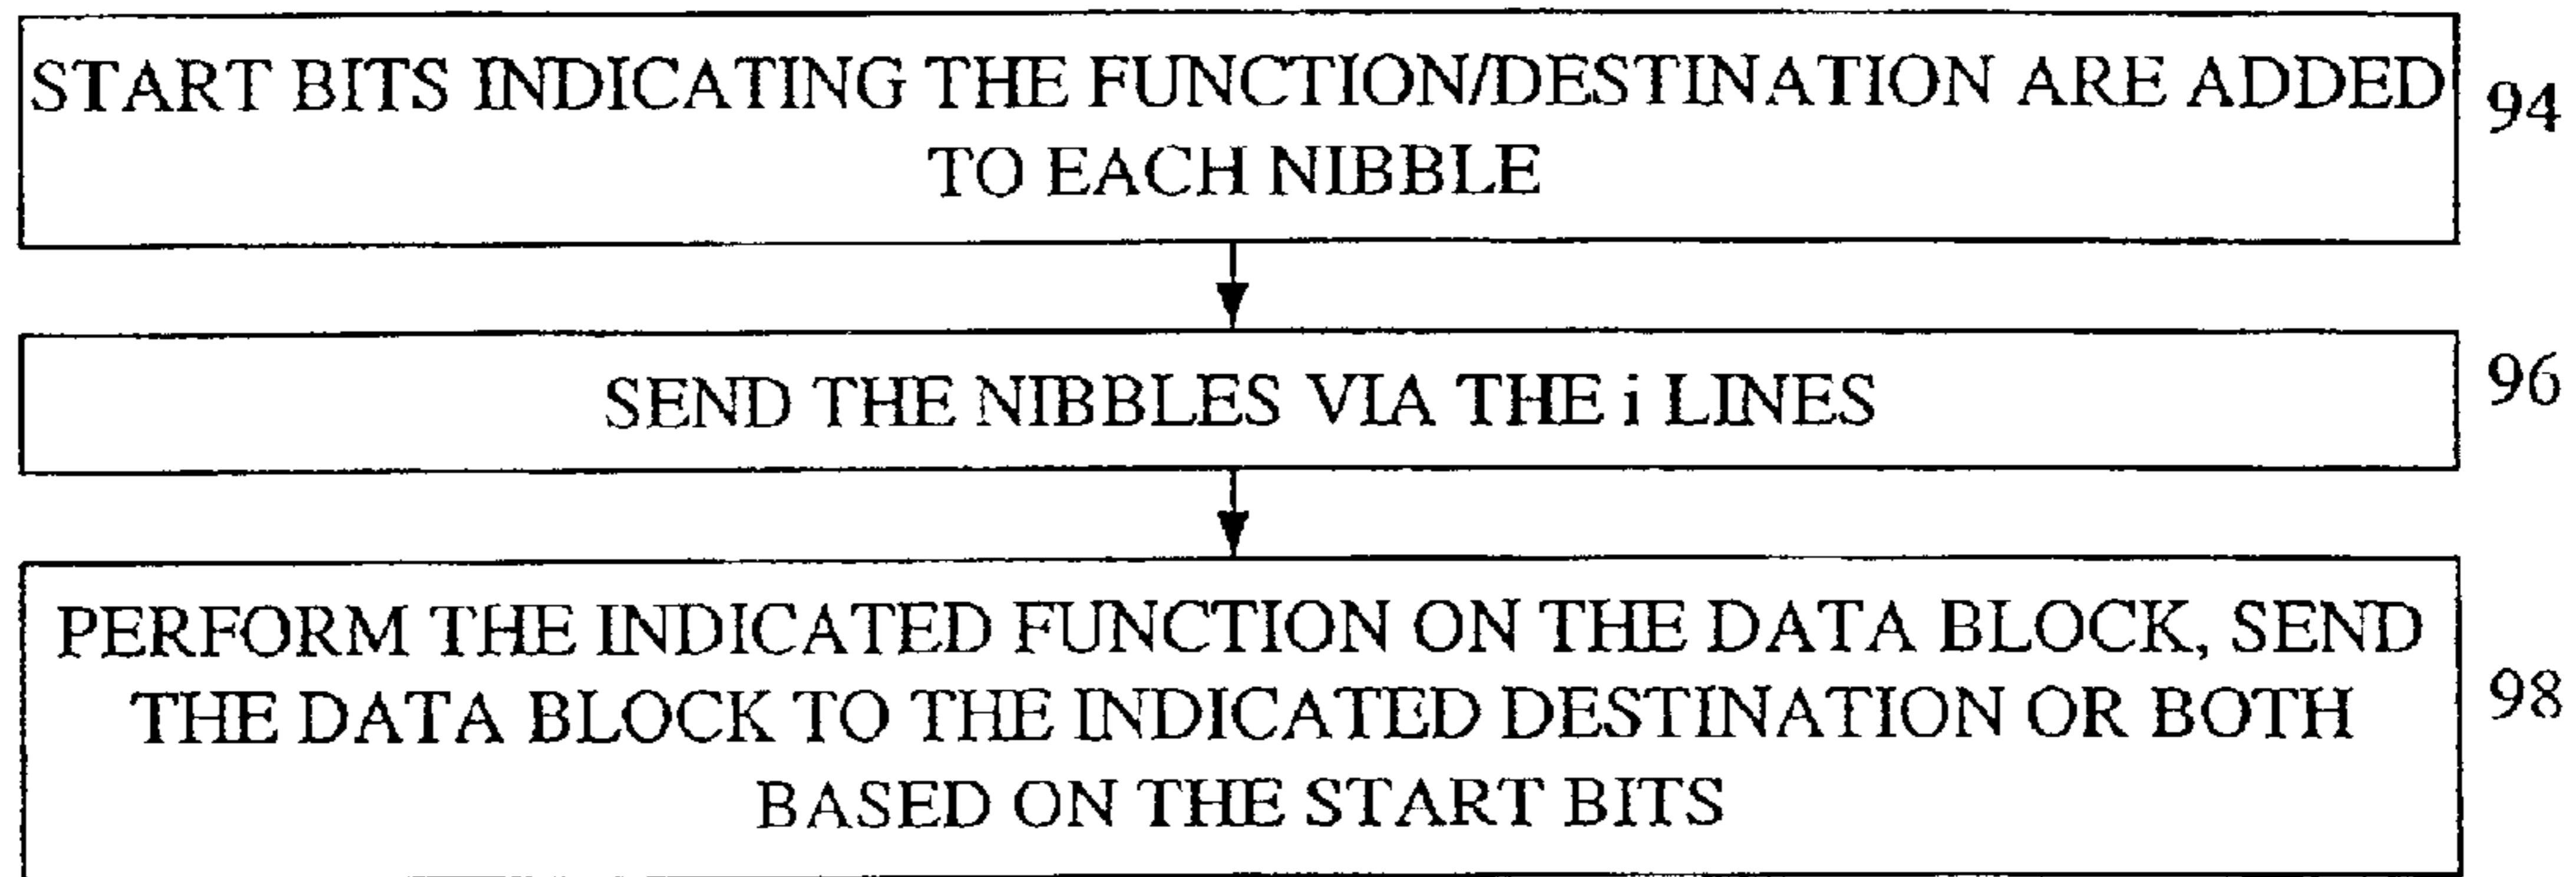 START BITS INDICATING THE FUNCTION/DESTINATION ARE ADDED
TO EACH NIBBLE
94
SEND THE NIBBLES VIA THE i LINES
96
PERFORM THE INDICATED FUNCTION ON THE DATA BLOCK, SEND
THE DATA BLOCK TO THE INDICATED DESTINATION OR BOTH
BASED ON THE START BITS
98